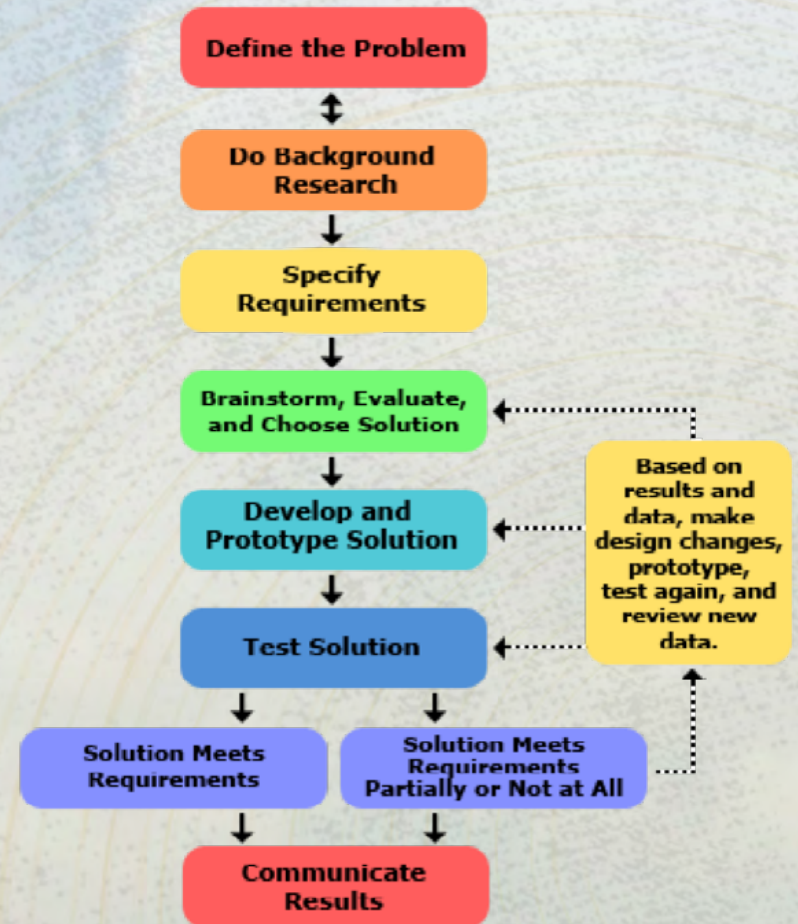 Define the Problem
Do Background
Research
Specify
Requirements
Brainstorm, Evaluate,
and Choose Solution
Develop and
Prototype Solution
Based on
results and
data, make
design changes,
prototype,
test again, and
review new
data.
Test Solution
Solution Meets
Requirements
Solution Meets
Requirements
Partially or Not at All
Communicate
Results